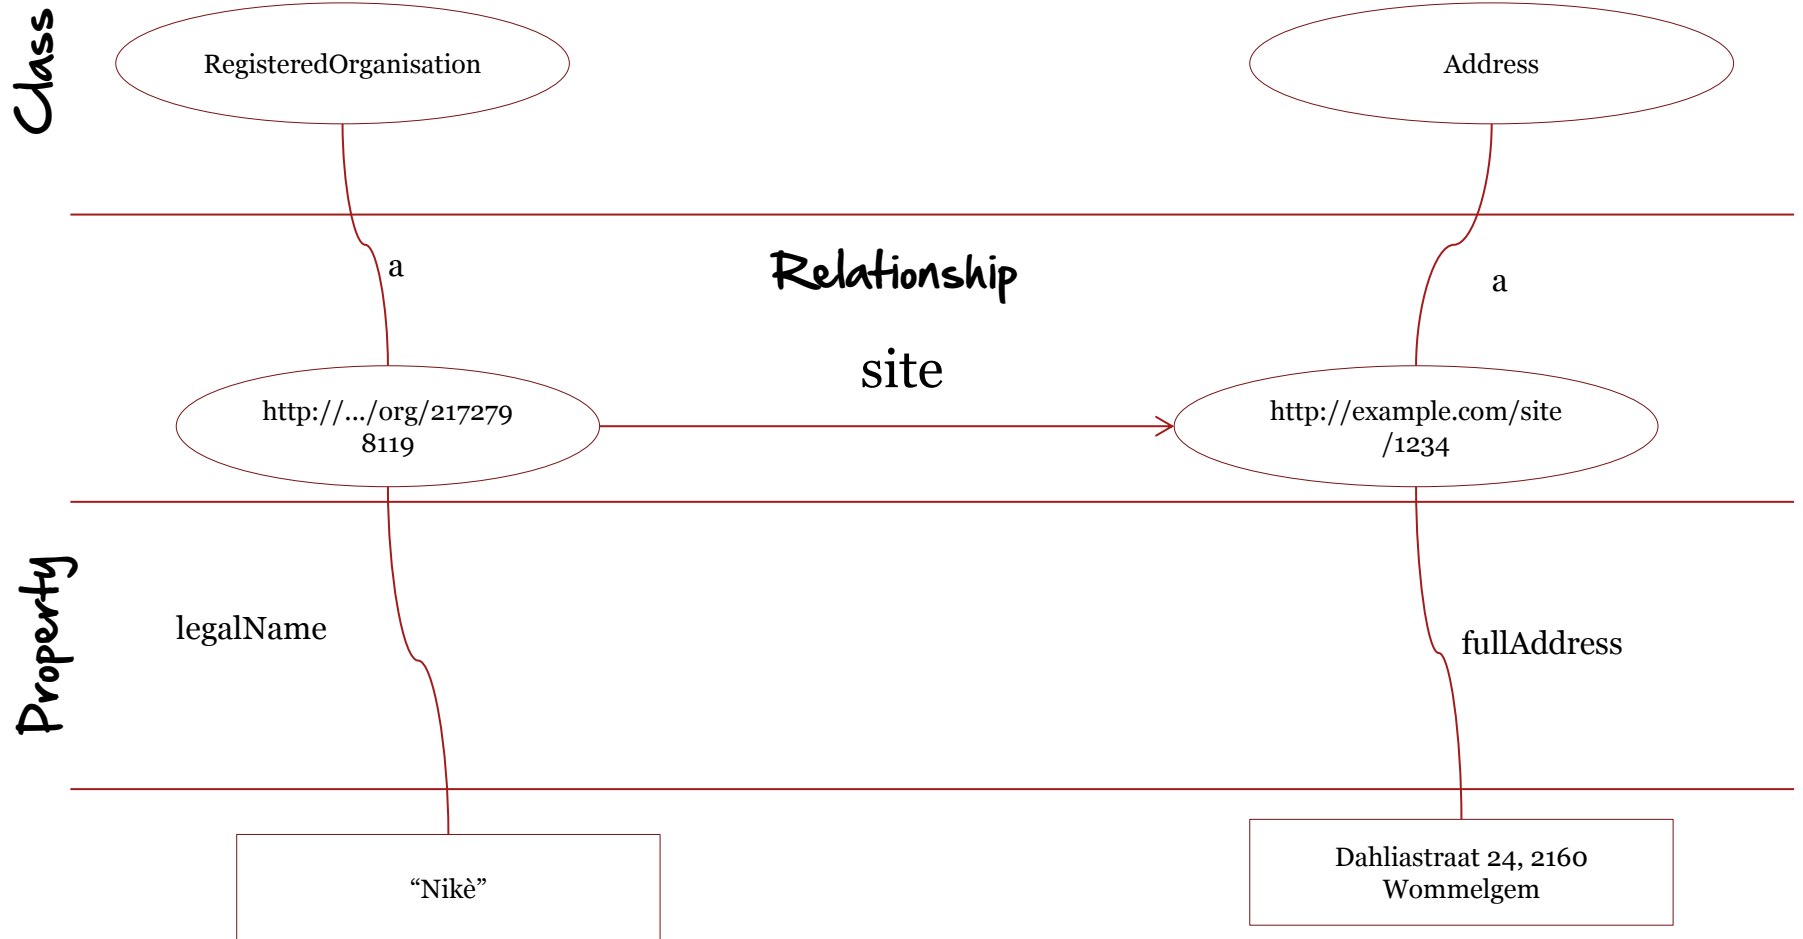 Class
RegisteredOrganisation
Address
a
Relationship
a
site
http://.../org/217279
8119
http://example.com/site
/1234
Property
legalName
fullAddress
“Nikè”
Dahliastraat 24, 2160
Wommelgem